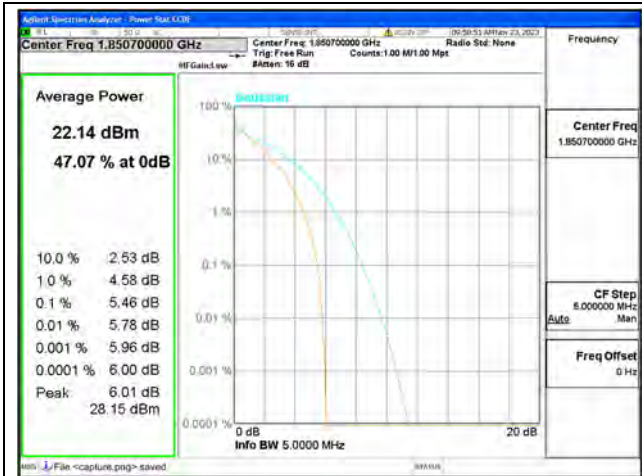 Agilent Spectrum Analyzer - Power Stat CCDF
Center Freq 1.850700000 GHz
Center Freq: 1.850700000 GHz
Trig: Free Run
Counts:1.00 M/1.00 Mpt
#IFGain:Low
#Atten: 16 dB
Radio Std: None
Frequency
Average Power
22.14 dBm
47.07 % at 0dB
10.0 % 2.53 dB
1.0 % 4.58 dB
0.1 % 5.46 dB
0.01 % 5.78 dB
0.001 % 5.96 dB
0.0001 % 6.00 dB
Peak 6.01 dB
28.15 dBm
Gaussian
100 %
10 %
1 %
0.1 %
0.01 %
0.001 %
0.0001 %
0 dB
20 dB
Info BW 5.0000 MHz
Center Freq
1.850700000 GHz
CF Step
5.000000 MHz
Auto Man
Freq Offset
0 Hz
MSG File <capture.png> saved
STATUS